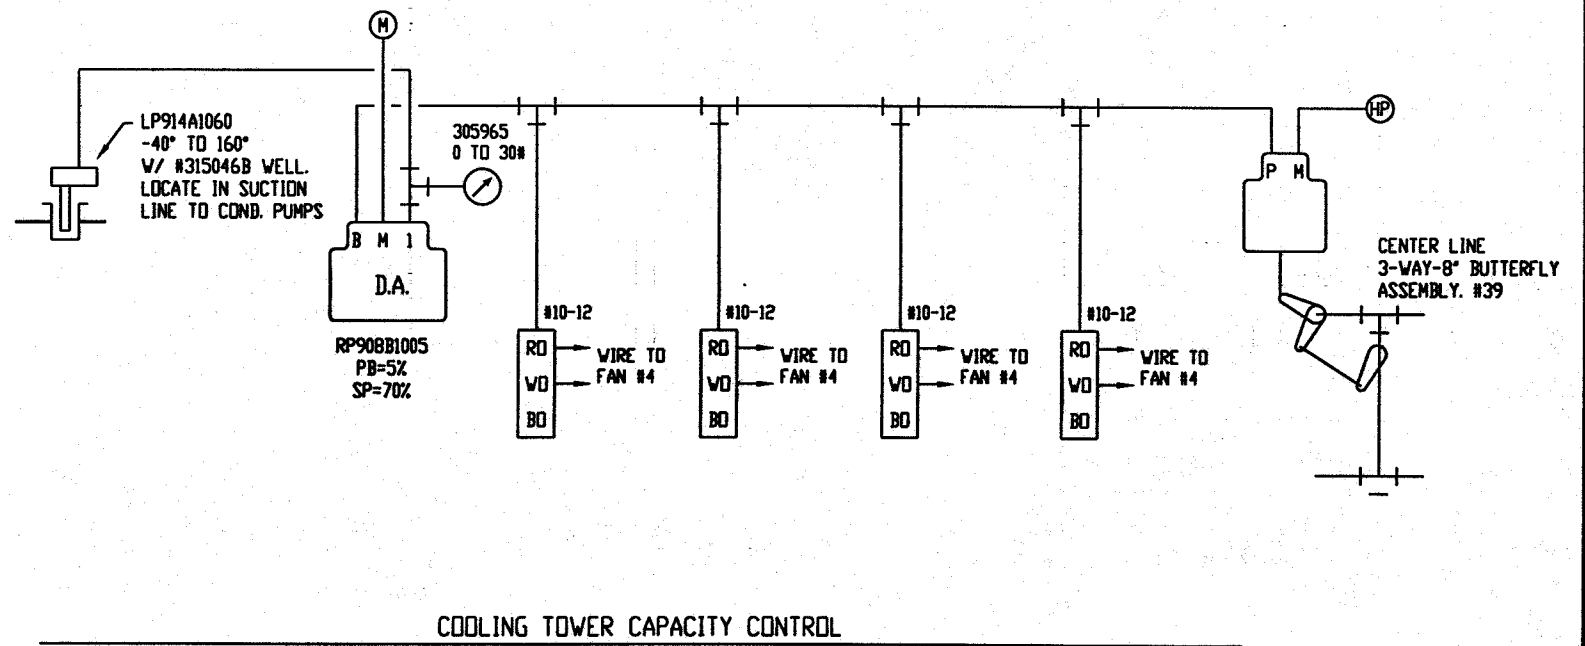 M
LP914A1060
-40° TO 160°
W/ #315046B WELL.
LOCATE IN SUCTION
LINE TO COND. PUMPS
305965
0 TO 30#
B M 1
D.A.
RP908B1005
PB=5%
SP=70%
#10-12
RO
WO
BO
WIRE TO
FAN #4
#10-12
RO
WO
BO
WIRE TO
FAN #4
#10-12
RO
WO
BO
WIRE TO
FAN #4
#10-12
RO
WO
BO
WIRE TO
FAN #4
HP
P M
CENTER LINE
3-WAY-8" BUTTERFLY
ASSEMBLY. #39
COOLING TOWER CAPACITY CONTROL